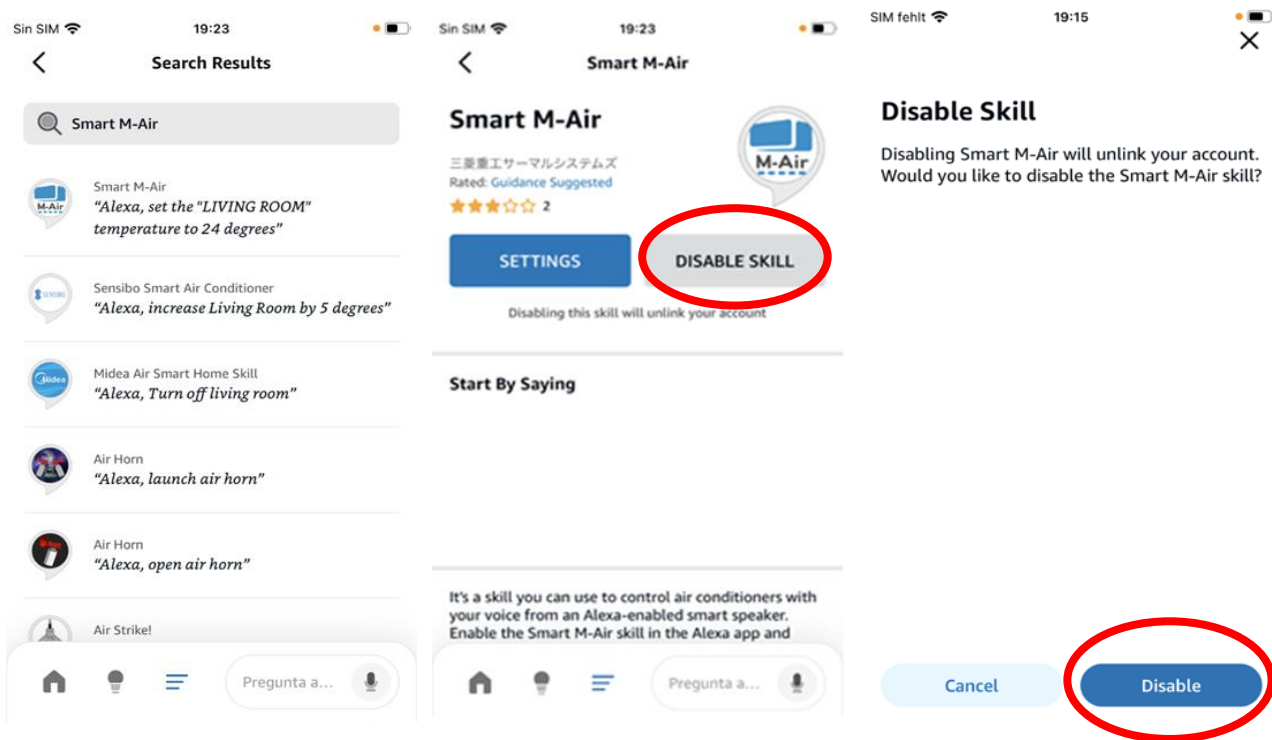 Sin SIM 19:23
Search Results
Smart M-Air
M-Air
Smart M-Air
“Alexa, set the "LIVING ROOM"
temperature to 24 degrees”
SENSIBO
Sensibo Smart Air Conditioner
“Alexa, increase Living Room by 5 degrees”
Midea
Midea Air Smart Home Skill
“Alexa, Turn off living room”
Air Horn
“Alexa, launch air horn”
Air Horn
“Alexa, open air horn”
Air Strike!
Pregunta a...
Sin SIM 19:23
Smart M-Air
Smart M-Air
三菱重工サーマルシステムズ
Rated: Guidance Suggested
2
M-Air
SETTINGS
DISABLE SKILL
Disabling this skill will unlink your account
Start By Saying
It's a skill you can use to control air conditioners with
your voice from an Alexa-enabled smart speaker.
Enable the Smart M-Air skill in the Alexa app and
Pregunta a...
SIM fehlt 19:15
Disable Skill
Disabling Smart M-Air will unlink your account.
Would you like to disable the Smart M-Air skill?
Cancel
Disable